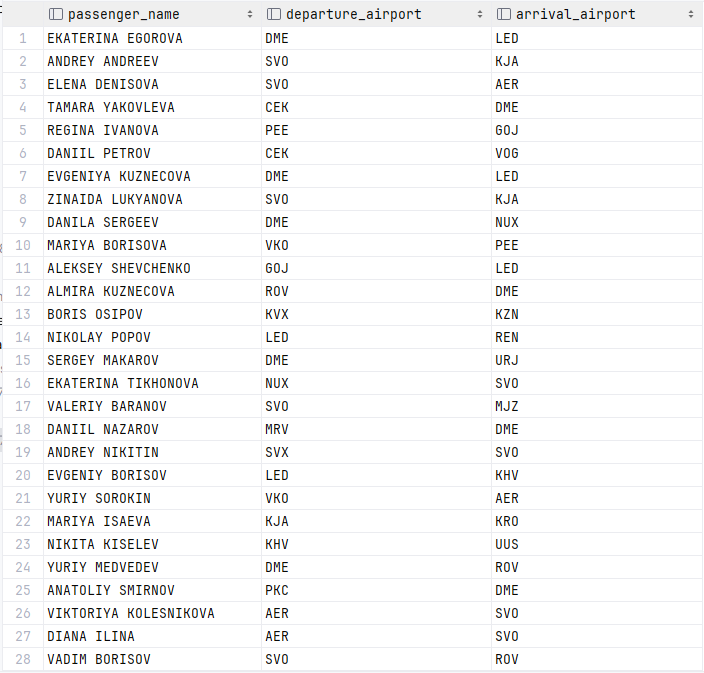 passenger_name departure_airport arrival_airport
1 EKATERINA EGOROVA DME LED
2 ANDREY ANDREEV SVO KJA
3 ELENA DENISOVA SVO AER
4 TAMARA YAKOVLEVA CEK DME
5 REGINA IVANOVA PEE GOJ
6 DANIIL PETROV CEK VOG
7 EVGENIYA KUZNECOVA DME LED
8 ZINAIDA LUKYANOVA SVO KJA
9 DANILA SERGEEV DME NUX
10 MARIYA BORISOVA VKO PEE
11 ALEKSEY SHEVCHENKO GOJ LED
12 ALMIRA KUZNECOVA ROV DME
13 BORIS OSIPOV KVX KZN
14 NIKOLAY POPOV LED REN
15 SERGEY MAKAROV DME URJ
16 EKATERINA TIKHONOVA NUX SVO
17 VALERIY BARANOV SVO MJZ
18 DANIIL NAZAROV MRV DME
19 ANDREY NIKITIN SVX SVO
20 EVGENIY BORISOV LED KHV
21 YURIY SOROKIN VKO AER
22 MARIYA ISAEVA KJA KRO
23 NIKITA KISELEV KHV UUS
24 YURIY MEDVEDEV DME ROV
25 ANATOLIY SMIRNOV PKC DME
26 VIKTORIYA KOLESNIKOVA AER SVO
27 DIANA ILINA AER SVO
28 VADIM BORISOV SVO ROV